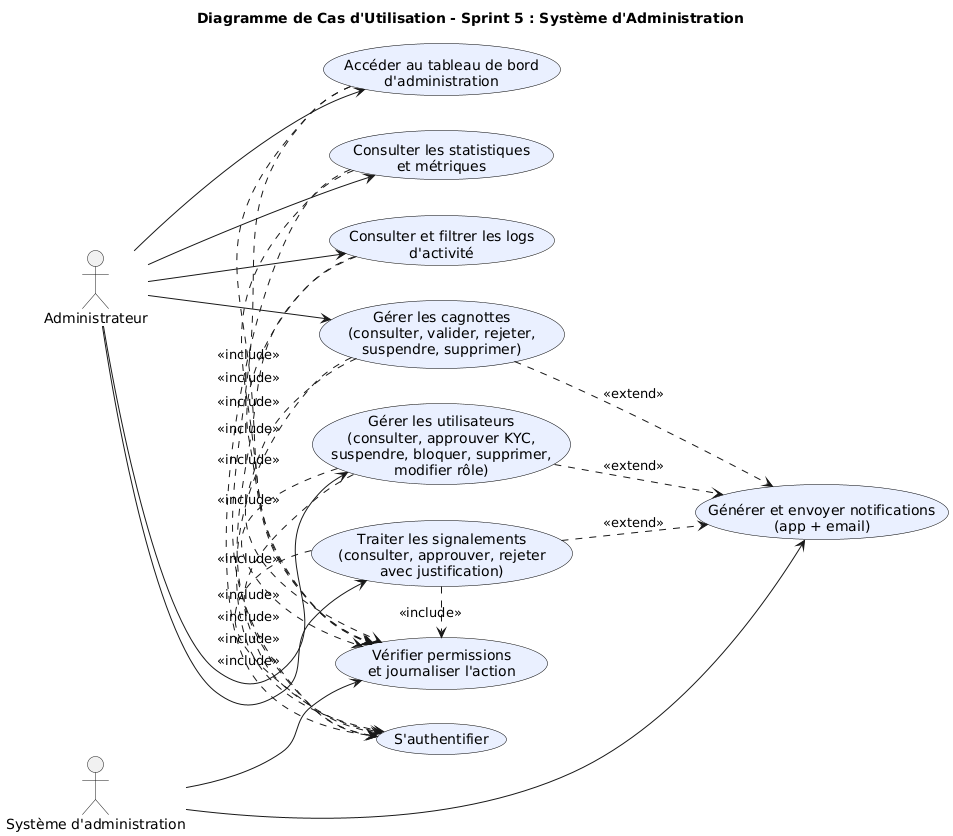 Diagramme de Cas d'Utilisation - Sprint 5 : Système d'Administration
Accéder au tableau de bord
d'administration
Consulter les statistiques
et métriques
Consulter et filtrer les logs
d'activité
Administrateur
Gérer les cagnottes
(consulter, valider, rejeter,
suspendre, supprimer)
«include»
«include»
«extend»
«include»
«include»
Gérer les utilisateurs
(consulter, approuver KYC,
suspendre, bloquer, supprimer,
modifier rôle)
«include»
«extend»
«include»
Générer et envoyer notifications
(app + email)
«extend»
Traiter les signalements
(consulter, approuver, rejeter
avec justification)
«include»
«include»
«include»
«include»
«include»
«include»
Vérifier permissions
et journaliser l'action
S'authentifier
Système d'administration